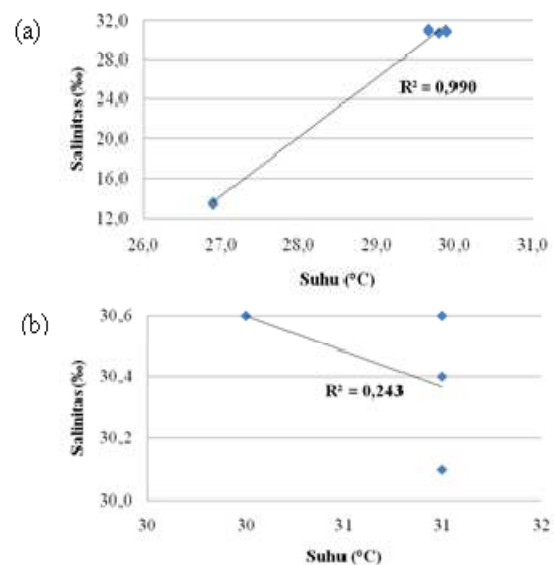 (a)
Salinitas (‰)
32,0
28,0
24,0
20,0
16,0
12,0
R² = 0,990
26,0 27,0 28,0 29,0 30,0 31,0
Suhu (°C)
(b)
Salinitas (‰)
30,6
30,4
30,2
30,0
R² = 0,243
30 30 31 31 32
Suhu (°C)